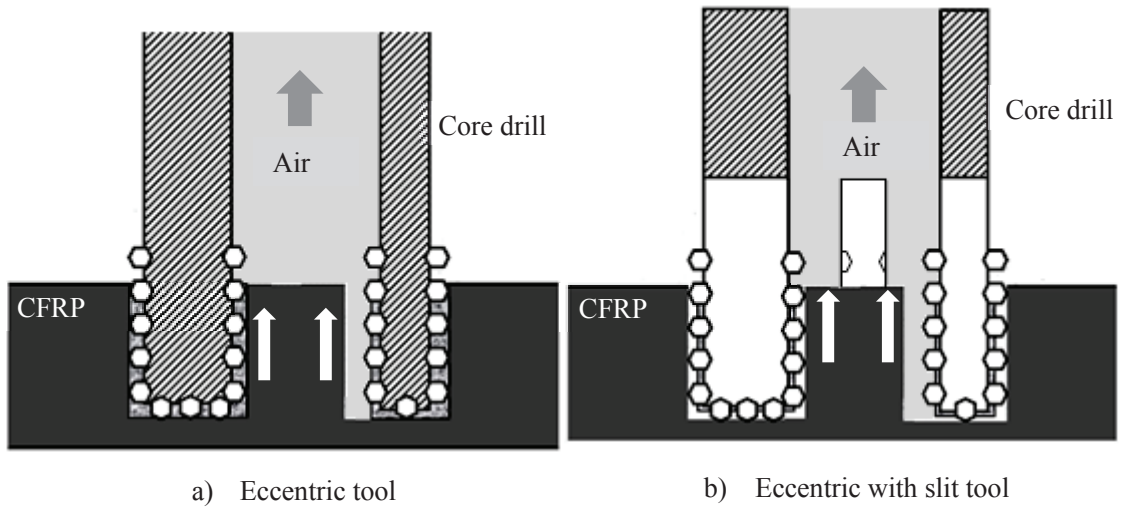 Core drill
Air
CFRP
a) Eccentric tool
Core drill
Air
CFRP
b) Eccentric with slit tool